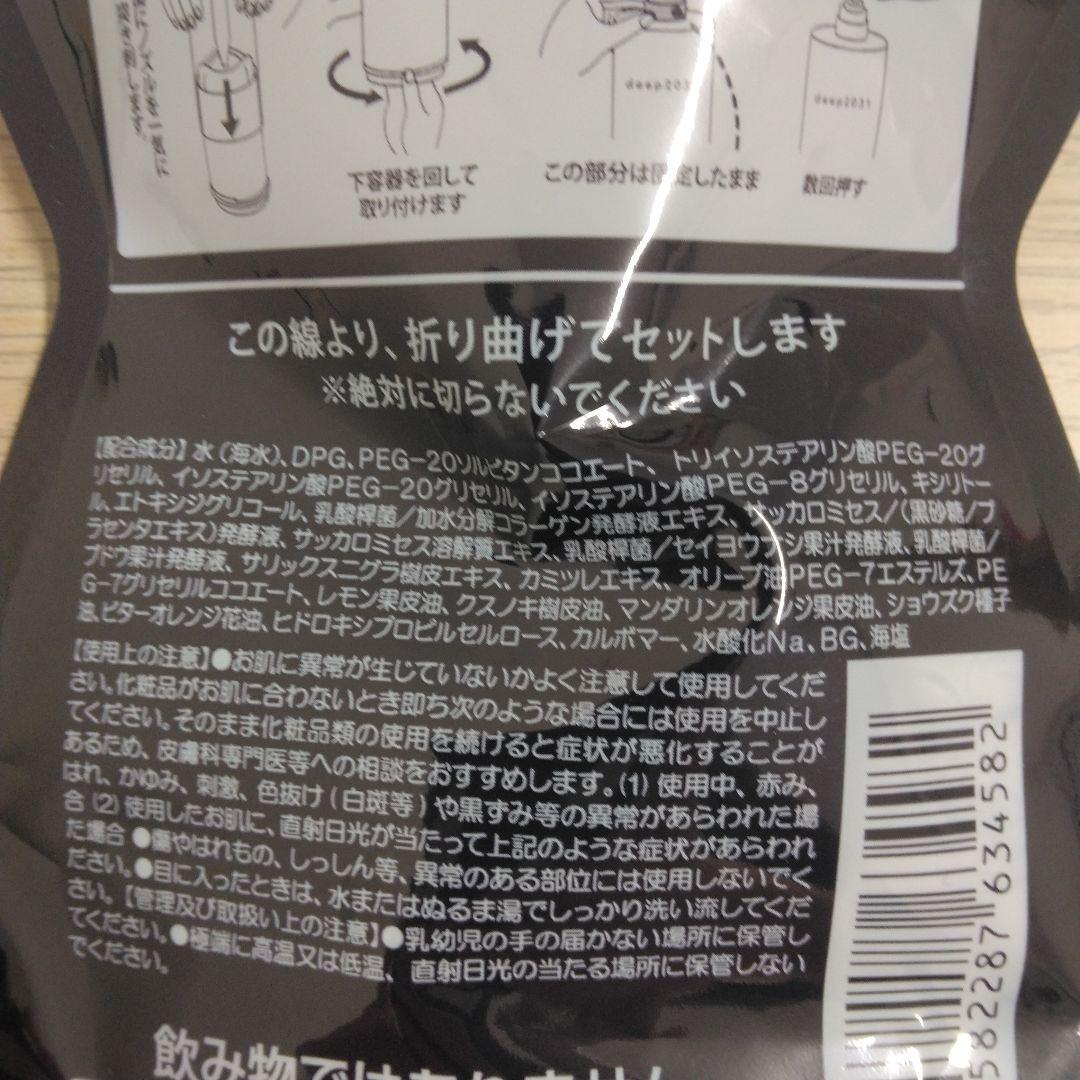 deep203
deep2031
下容器を回して
取り付けます
この部分は固定したまま
数回押す
この線より、折り曲げてセットします
※絶対に切らないでください
【配合成分】水（海水）、DPG、PEG-20ソルビタンココエート、トリイソステアリン酸PEG-20グ
リセリル、イソステアリン酸PEG-20グリセリル、イソステアリン酸PEG-8グリセリル、キシリトー
ル、エトキシジグリコール、乳酸桿菌/加水分解コラーゲン発酵液エキス、サッカロミセス/（黒砂糖/プ
ラセンタエキス）発酵液、サッカロミセス溶解質エキス、乳酸桿菌/セイヨウナシ果汁発酵液、乳酸桿菌/
ブドウ果汁発酵液、サリックスニグラ樹皮エキス、カミツレエキス、オリーブ油PEG-7エステルズ、PE
G-7グリセリルココエート、レモン果皮油、クスノキ樹皮油、マンダリンオレンジ果皮油、ショウズク種子
油、ビターオレンジ花油、ヒドロキシプロピルセルロース、カルボマー、水酸化Na、BG、海塩
【使用上の注意】●お肌に異常が生じていないかよく注意して使用してくだ
さい。化粧品がお肌に合わないとき即ち次のような場合には使用を中止し
てください。そのまま化粧品類の使用を続けると症状が悪化することが
あるため、皮膚科専門医等への相談をおすすめします。(1) 使用中、赤み、
はれ、かゆみ、刺激、色抜け（白斑等）や黒ずみ等の異常があらわれた場
合 (2) 使用したお肌に、直射日光が当たって上記のような症状があらわれ
た場合 ●傷やはれもの、しっしん等、異常のある部位には使用しないでく
ださい。●目に入ったときは、水またはぬるま湯でしっかり洗い流してくだ
さい。【管理及び取扱い上の注意】●乳幼児の手の届かない場所に保管し
てください。●極端に高温又は低温、直射日光の当たる場所に保管しない
でください。
582287634582
飲み物ではありません